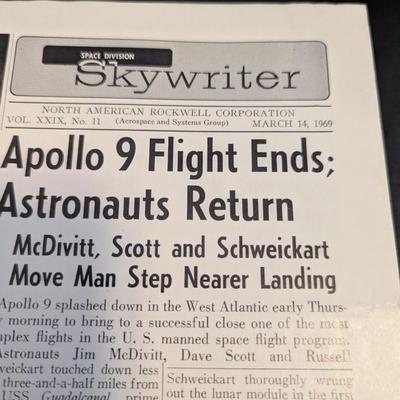 SPACE DIVISION
Skywriter
NORTH AMERICAN ROCKWELL CORPORATION
VOL. XXIX, No. 11 (Aerospace and Systems Group) MARCH 14, 1969
Apollo 9 Flight Ends;
Astronauts Return
McDivitt, Scott and Schweickart
Move Man Step Nearer Landing
Apollo 9 splashed down in the West Atlantic early Thurs-
y morning to bring to a successful close one of the most
mplex flights in the U. S. manned space flight program.
Astronauts Jim McDivitt, Dave Scott and Russell
weickart touched down less
three-and-a-half miles from
USS Guadalcanal, prime
Schweickart thoroughly wrung
out the lunar module in the first